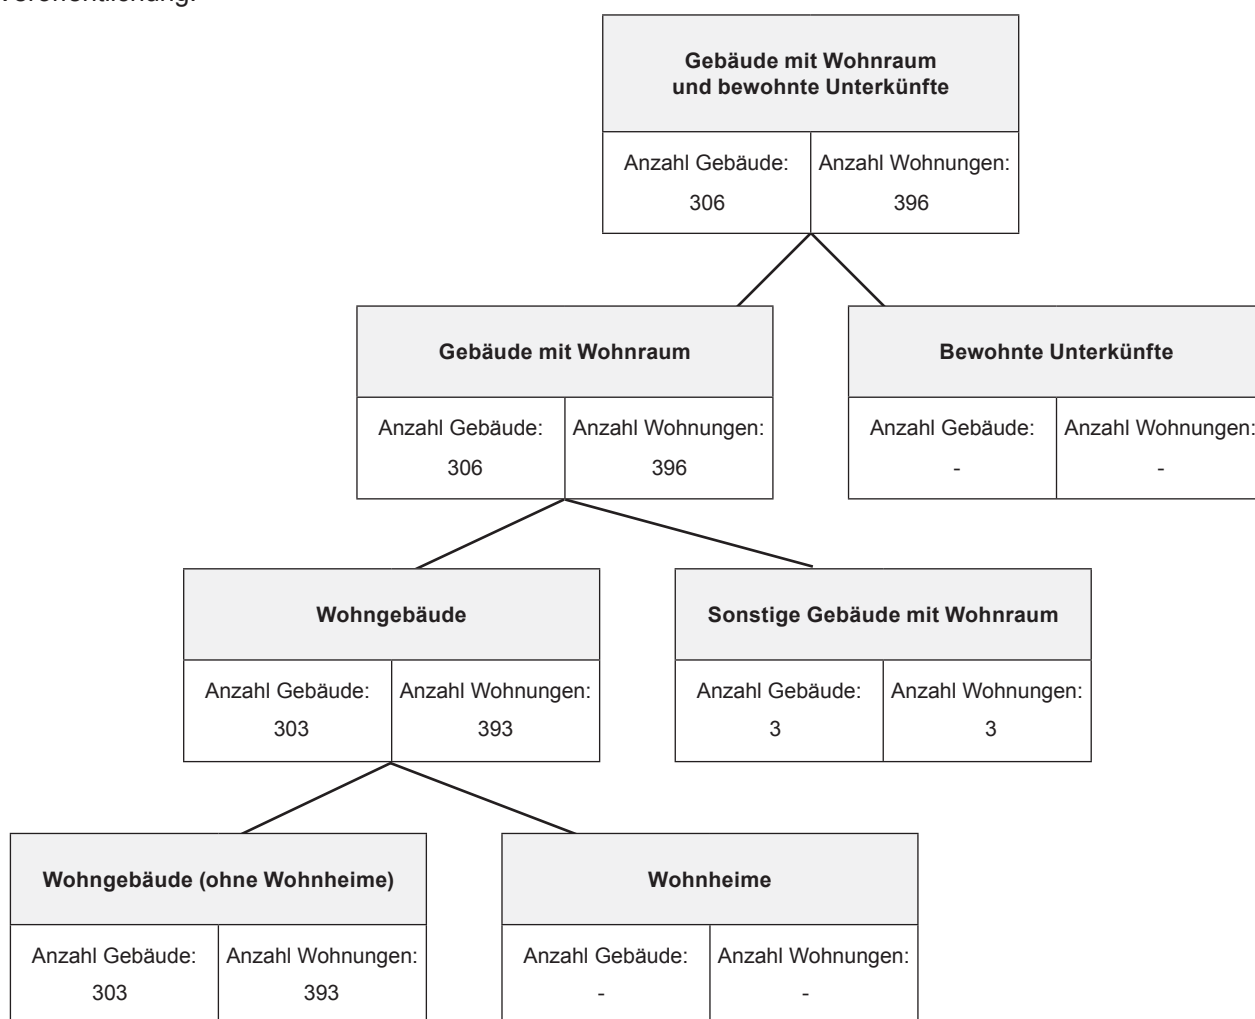 Gebäude mit Wohnraum
und bewohnte Unterkünfte
Anzahl Gebäude: Anzahl Wohnungen:
306 396
Gebäude mit Wohnraum
Anzahl Gebäude: Anzahl Wohnungen:
306 396
Bewohnte Unterkünfte
Anzahl Gebäude: Anzahl Wohnungen:
- -
Wohngebäude
Anzahl Gebäude: Anzahl Wohnungen:
303 393
Sonstige Gebäude mit Wohnraum
Anzahl Gebäude: Anzahl Wohnungen:
3 3
Wohngebäude (ohne Wohnheime)
Anzahl Gebäude: Anzahl Wohnungen:
303 393
Wohnheime
Anzahl Gebäude: Anzahl Wohnungen:
- -